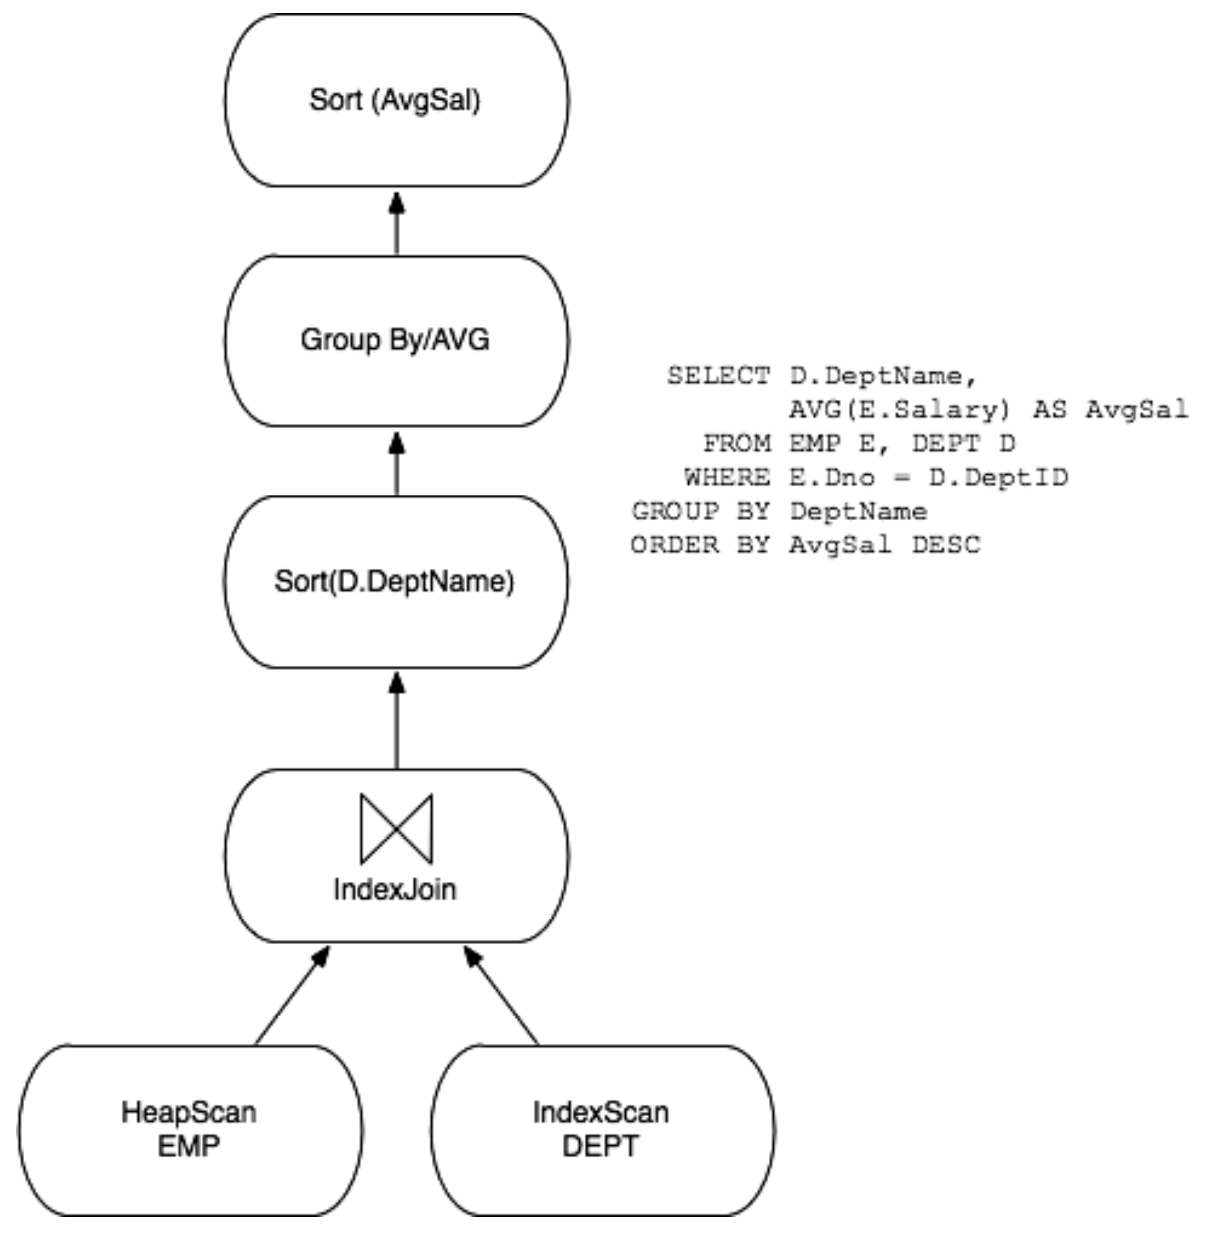 Sort (AvgSal)
Group By/AVG
SELECT D.DeptName,
AVG(E.Salary) AS AvgSal
FROM EMP E, DEPT D
WHERE E.Dno = D.DeptID
GROUP BY DeptName
ORDER BY AvgSal DESC
Sort(D.DeptName)
IndexJoin
HeapScan
EMP
IndexScan
DEPT